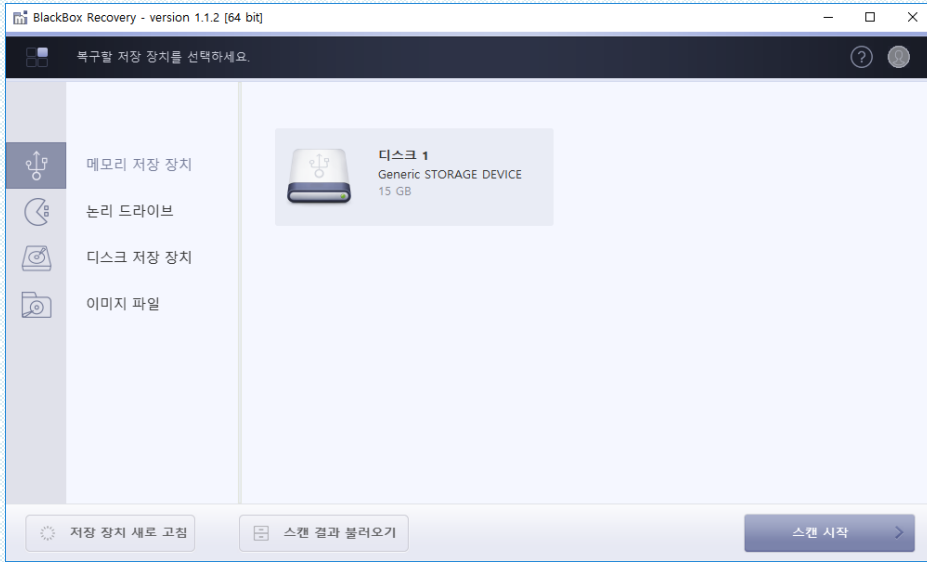 BlackBox Recovery - version 1.1.2 [64 bit]
복구할 저장 장치를 선택하세요.
메모리 저장 장치
논리 드라이브
디스크 저장 장치
이미지 파일
디스크 1
Generic STORAGE DEVICE
15 GB
저장 장치 새로 고침
스캔 결과 불러오기
스캔 시작